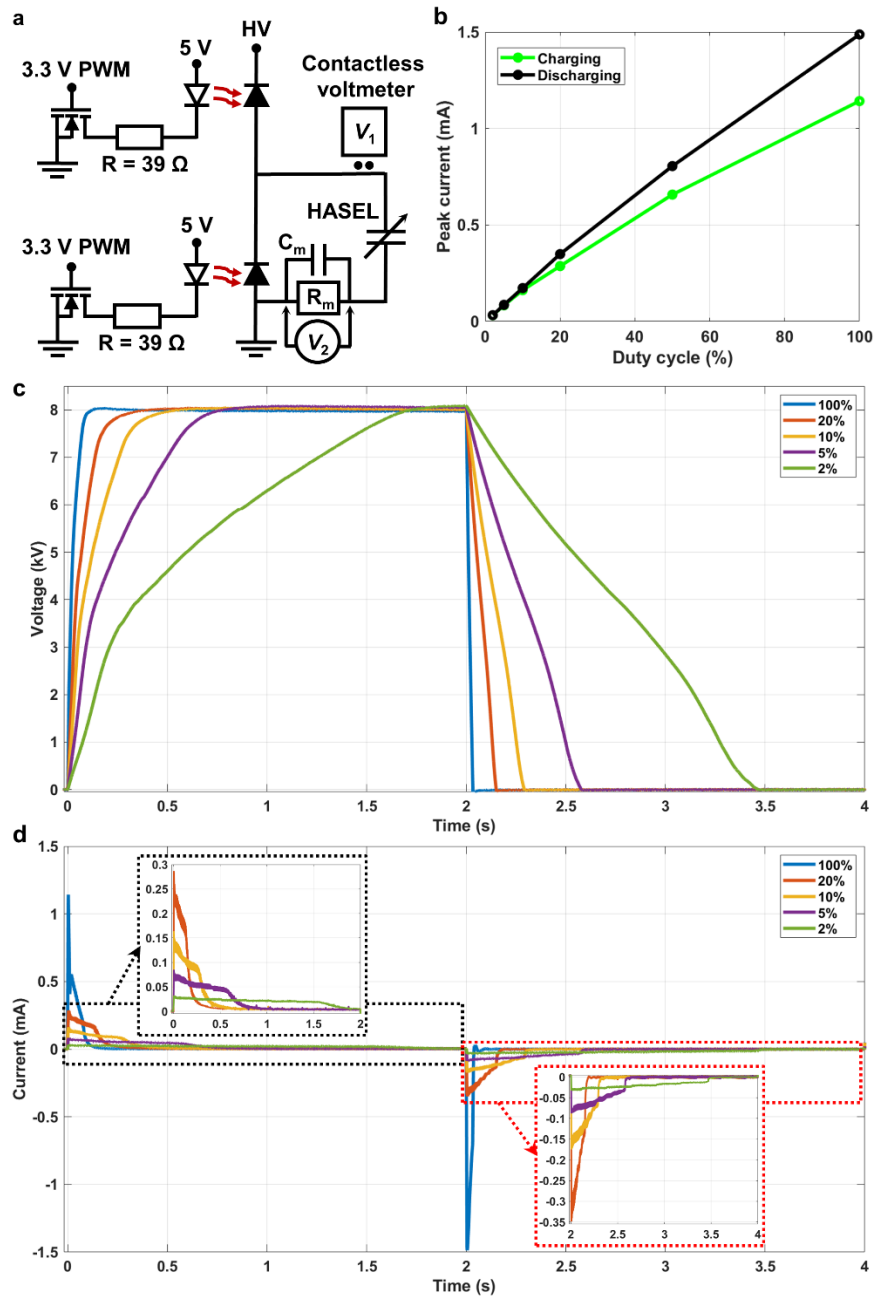 a
HV
5 V
3.3 V PWM
Contactless
voltmeter
V1
R = 39 Ω
HASEL
5 V
3.3 V PWM
Cm
Rm
R = 39 Ω
V2
b
1.5
1
0.5
0
Peak current (mA)
Charging
Discharging
0 20 40 60 80 100
Duty cycle (%)
c
8
7
6
5
4
3
2
1
0
Voltage (kV)
100%
20%
10%
5%
2%
0 0.5 1 1.5 2 2.5 3 3.5 4
Time (s)
d
1.5
1
0.5
0
-0.5
-1
-1.5
Current (mA)
0.3
0.25
0.2
0.15
0.1
0.05
0
0 0.5 1 1.5 2
100%
20%
10%
5%
2%
0
-0.05
-0.1
-0.15
-0.2
-0.25
-0.3
-0.35
2 2.5 3 3.5 4
0 0.5 1 1.5 2 2.5 3 3.5 4
Time (s)